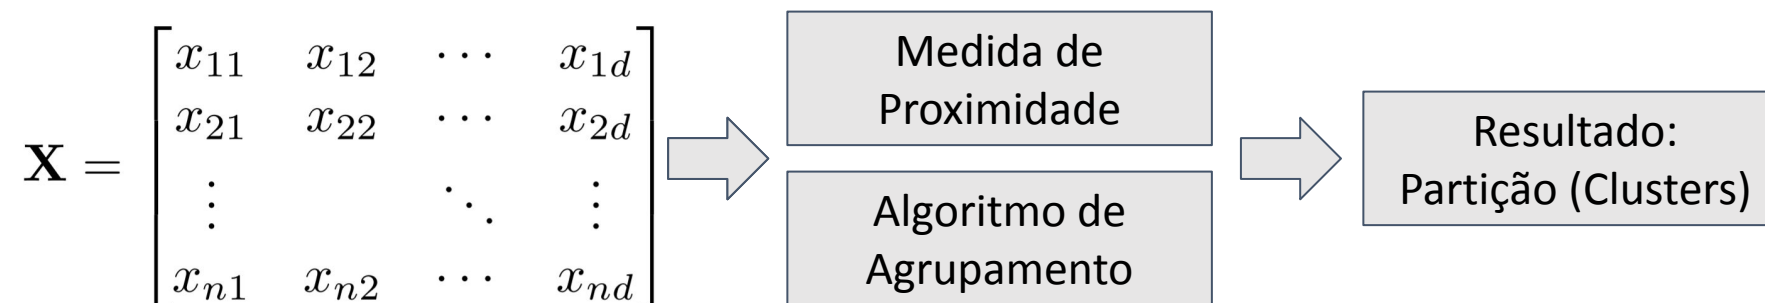 X =
x11 x12 ⋯ x1d
x21 x22 ⋯ x2d
⋮ ⋱ ⋮
xn1 xn2 ⋯ xnd
Medida de
Proximidade
Algoritmo de
Agrupamento
Resultado:
Partição (Clusters)